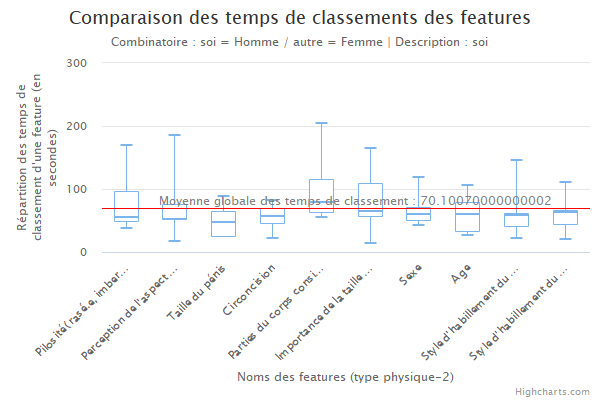 Comparaison des temps de classements des features
Combinatoire : soi = Homme / autre = Femme | Description : soi
Répartition des temps de
classement d'une feature (en
secondes)
300
200
100
0
Moyenne globale des temps de classement : 70.10070000000002
Pilosité (rasé.e, imber...
Perception de l'aspect...
Taille du pénis
Circoncision
Parties du corps consi...
Importance de la taille ...
Sexe
Age
Style d'habillement du ...
Style d'habillement du ...
Noms des features (type physique-2)
Highcharts.com